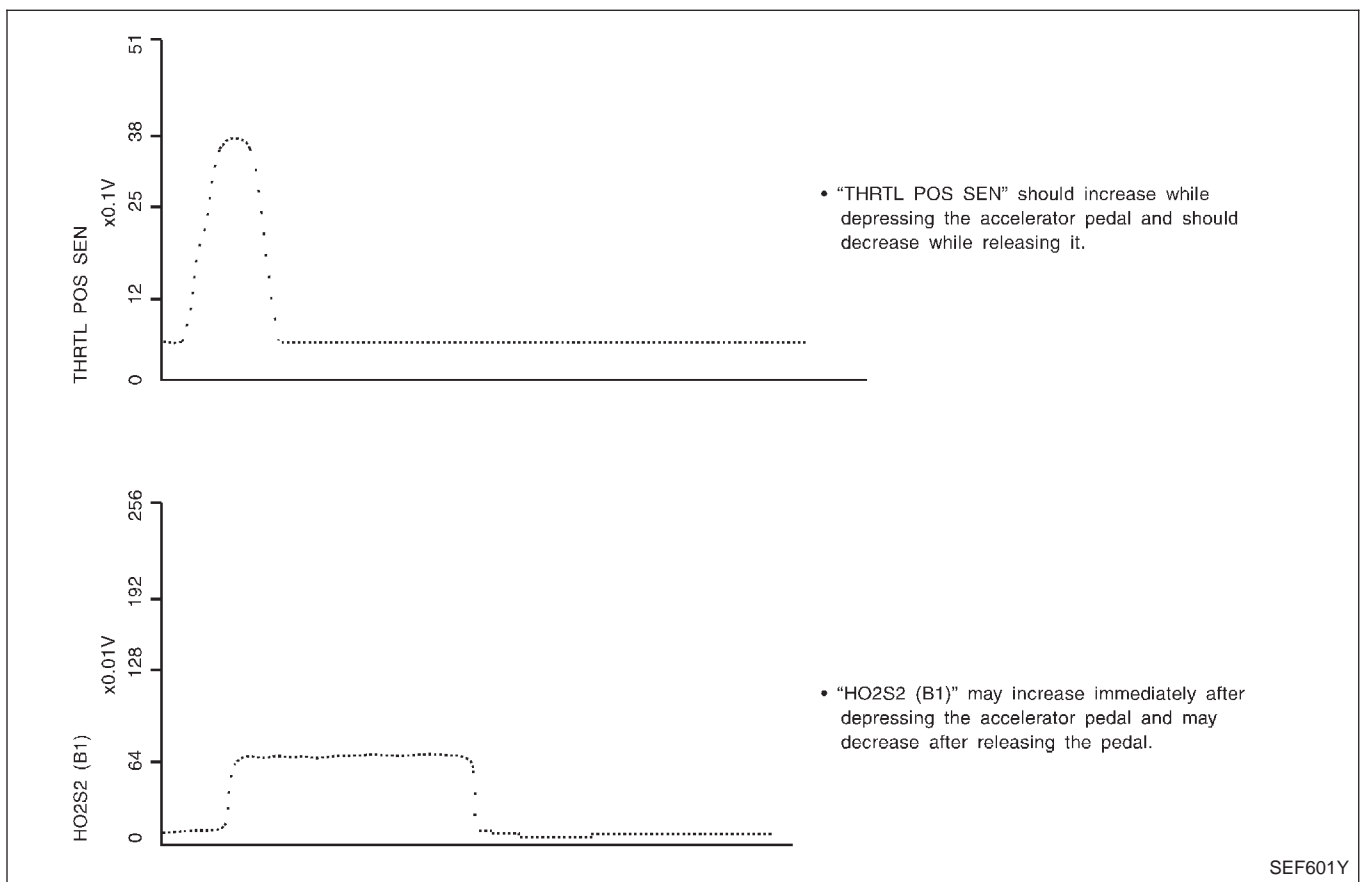 51
38
25
12
0
x0.1V
THRTL POS SEN
• “THRTL POS SEN” should increase while
depressing the accelerator pedal and should
decrease while releasing it.
256
192
128
64
0
x0.01V
HO2S2 (B1)
• “HO2S2 (B1)” may increase immediately after
depressing the accelerator pedal and may
decrease after releasing the pedal.
SEF601Y